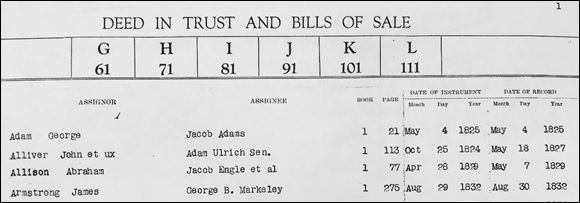 1
DEED IN TRUST AND BILLS OF SALE
G H I J K L
61 71 81 91 101 111
ASSIGNOR ASSIGNEE BOOK PAGE DATE OF INSTRUMENT DATE OF RECORD
Month Day Year Month Day Year
Adam George Jacob Adams 1 21 May 4 1825 May 4 1825
Alliver John et ux Adam Ulrich Sen. 1 113 Oct 25 1824 May 18 1827
Allison Abraham Jacob Engle et al 1 77 Apr 28 1829 May 7 1829
Armstrong James George B. Markeley 1 275 Aug 29 1832 Aug 30 1832